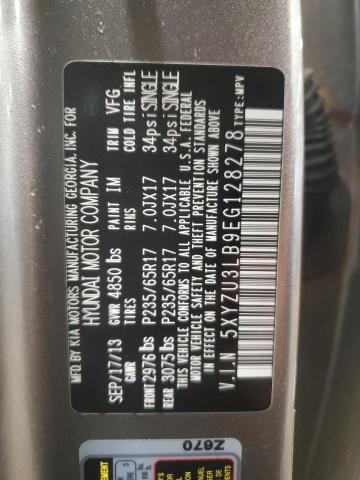 MFD. BY KIA MOTORS MANUFACTURING GEORGIA, INC. FOR
HYUNDAI MOTOR COMPANY
SEP/17/13 GVWR 4850 lbs PAINT IM TRIM VFG
GAWR TIRES COLD TIRE INFL
FRONT 2976 lbs P235/65R17 7.0JX17 34psi SINGLE
REAR 3075 lbs P235/65R17 7.0JX17 34psi SINGLE
THIS VEHICLE CONFORMS TO ALL APPLICABLE U.S.A. FEDERAL
MOTOR VEHICLE SAFETY AND THEFT PREVENTION STANDARDS
IN EFFECT ON THE DATE OF MANUFACTURE SHOWN ABOVE.
V.I.N 5XYZU3LB9EG128278 TYPE:MPV
Z670